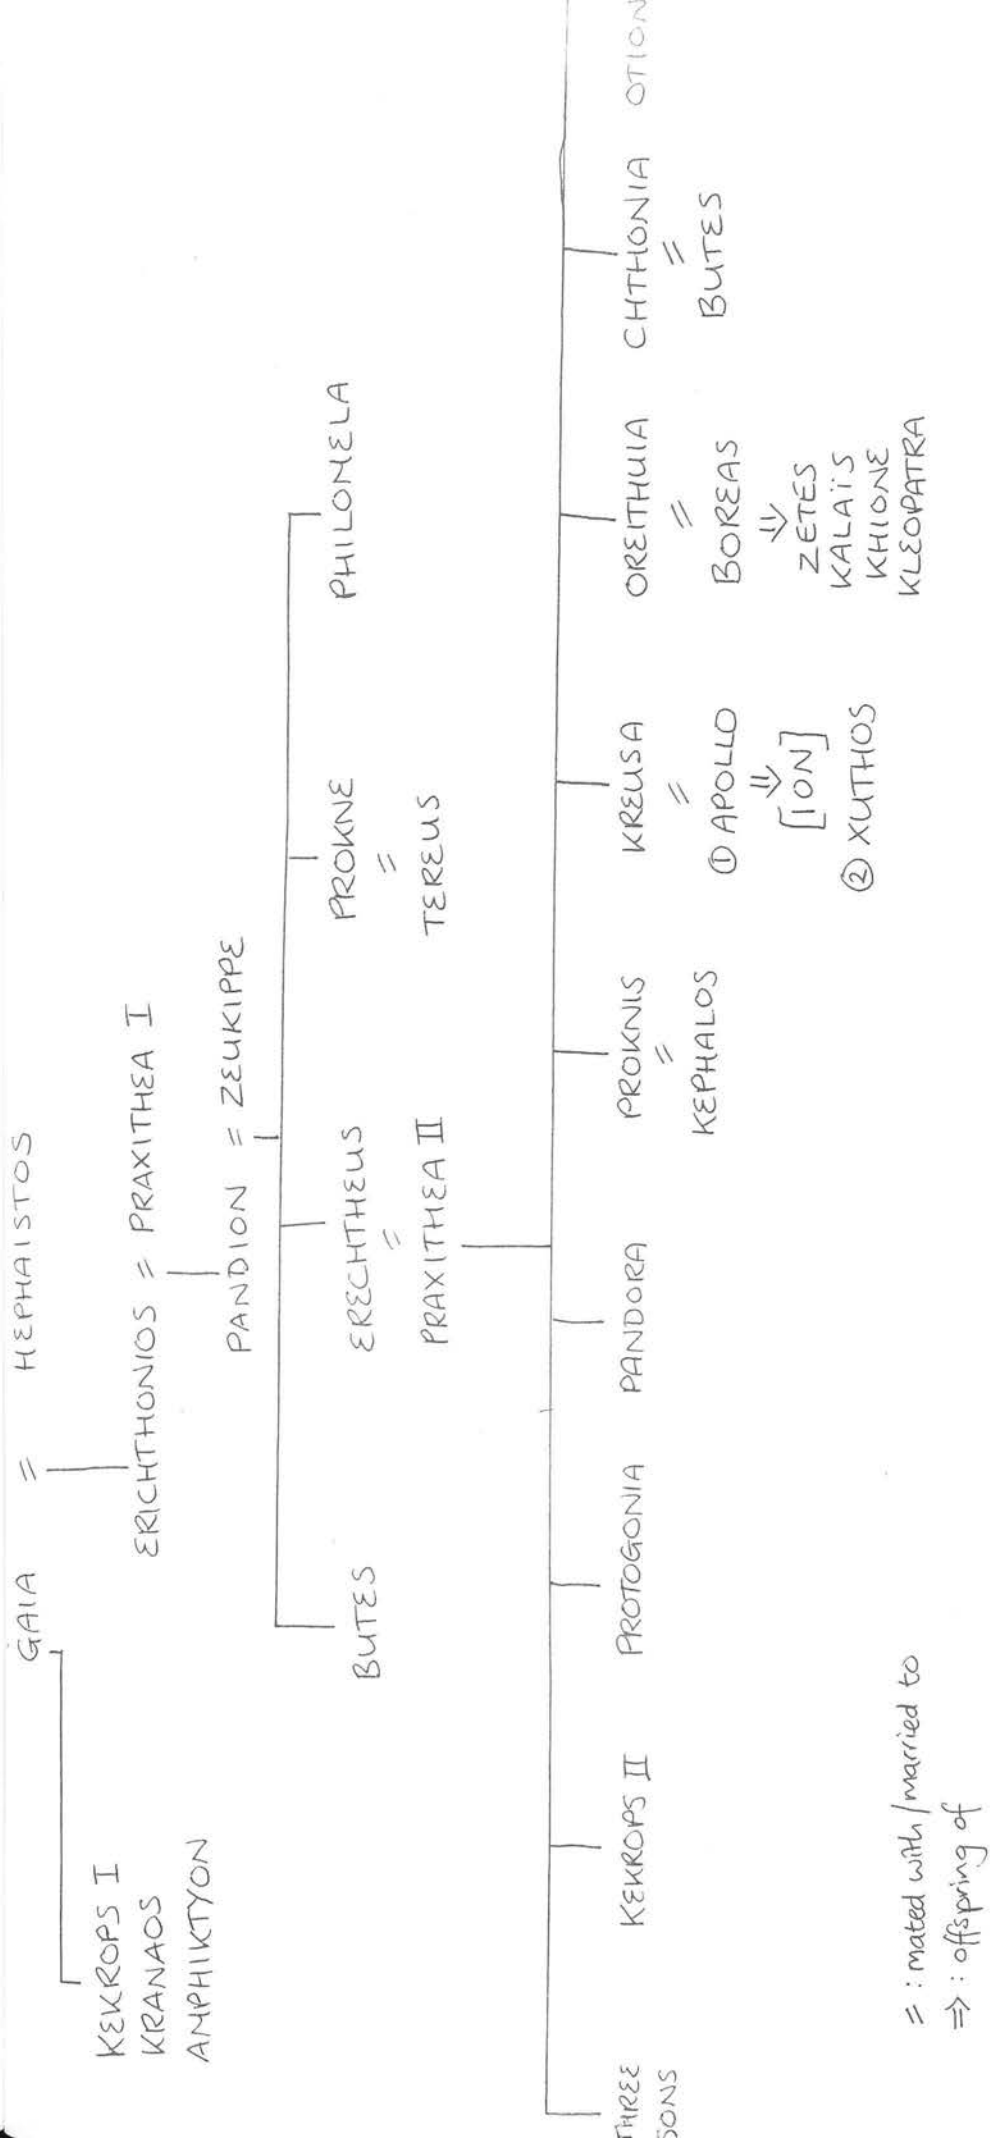 GAIA = HEPHAISTOS
KEKROPS I
KRANAOS
AMPHIKTYON
ERICHTHONIOS = PRAXITHEA I
PANDION = ZEUKIPPE
BUTES
ERECHTHEUS
=
PRAXITHEA II
PROKNE
=
TEREUS
PHILOMELA
THREE
SONS
KEKROPS II
PROTOGONIA
PANDORA
PROKNIS
=
KEPHALOS
KREUSA
=
① APOLLO
⇒
[ION]
② XUTHOS
OREITHUIA
=
BOREAS
⇒
ZETES
KALAÏS
KHIONE
KLEOPATRA
CHTHONIA
=
BUTES
OTION
= : mated with / married to
⇒ : offspring of